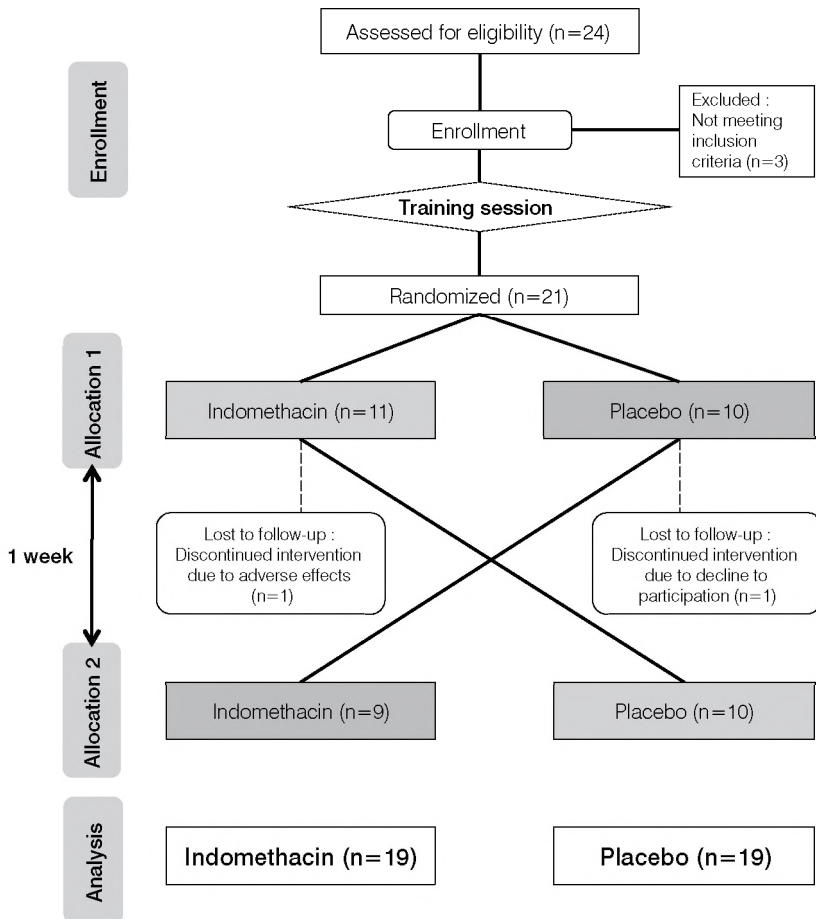 Assessed for eligibility (n=24)
Enrollment
Enrollment
Excluded :
Not meeting
inclusion
criteria (n=3)
Training session
Randomized (n=21)
Allocation 1
Indomethacin (n=11)
Placebo (n=10)
1 week
Lost to follow-up :
Discontinued intervention
due to adverse effects
(n=1)
Lost to follow-up :
Discontinued intervention
due to decline to
participation (n=1)
Allocation 2
Indomethacin (n=9)
Placebo (n=10)
Analysis
Indomethacin (n=19)
Placebo (n=19)